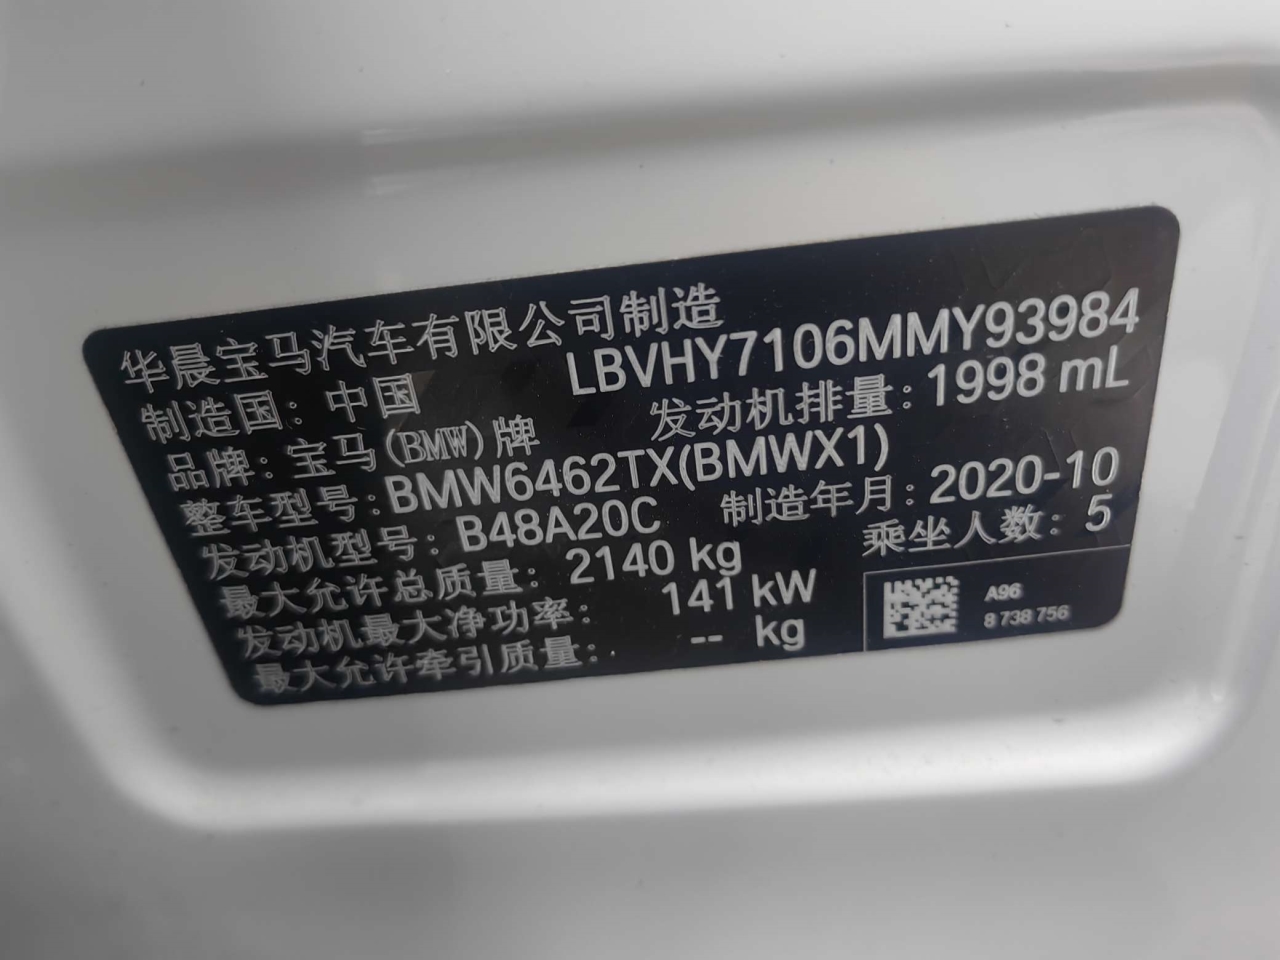 华晨宝马汽车有限公司制造
LBVHY7106MMY93984
制造国: 中国
发动机排量: 1998 mL
品牌: 宝马(BMW)牌
整车型号: BMW6462TX(BMWX1)
制造年月: 2020-10
发动机型号: B48A20C
乘坐人数: 5
最大允许总质量: 2140 kg
发动机最大净功率: 141 kW
最大允许牵引质量: -- kg
A96
8 738 756